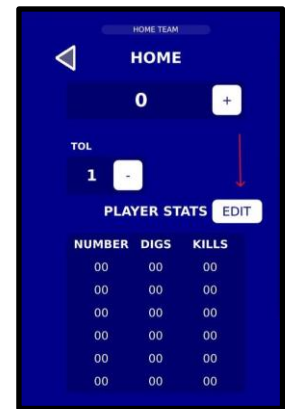 HOME TEAM
HOME
0 +
TOL
1 -
PLAYER STATS EDIT
NUMBER DIGS KILLS
00 00 00
00 00 00
00 00 00
00 00 00
00 00 00
00 00 00